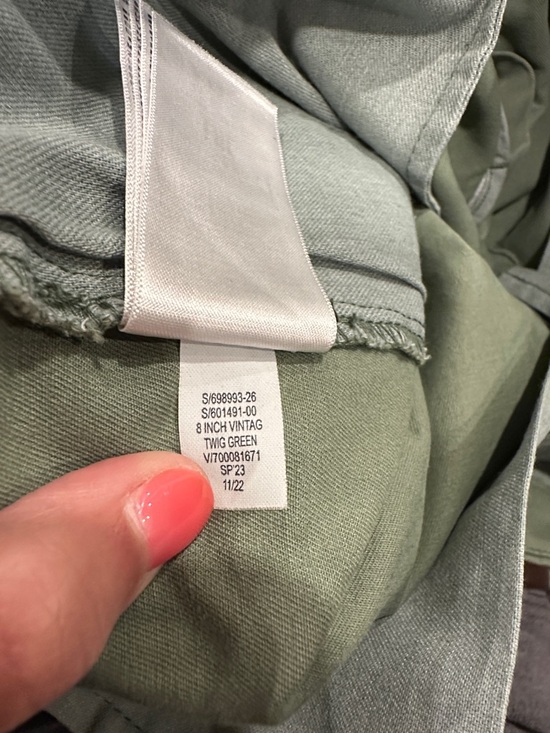 S/698993-26
S/601491-00
8 INCH VINTAG
TWIG GREEN
V/700081671
SP'23
11/22